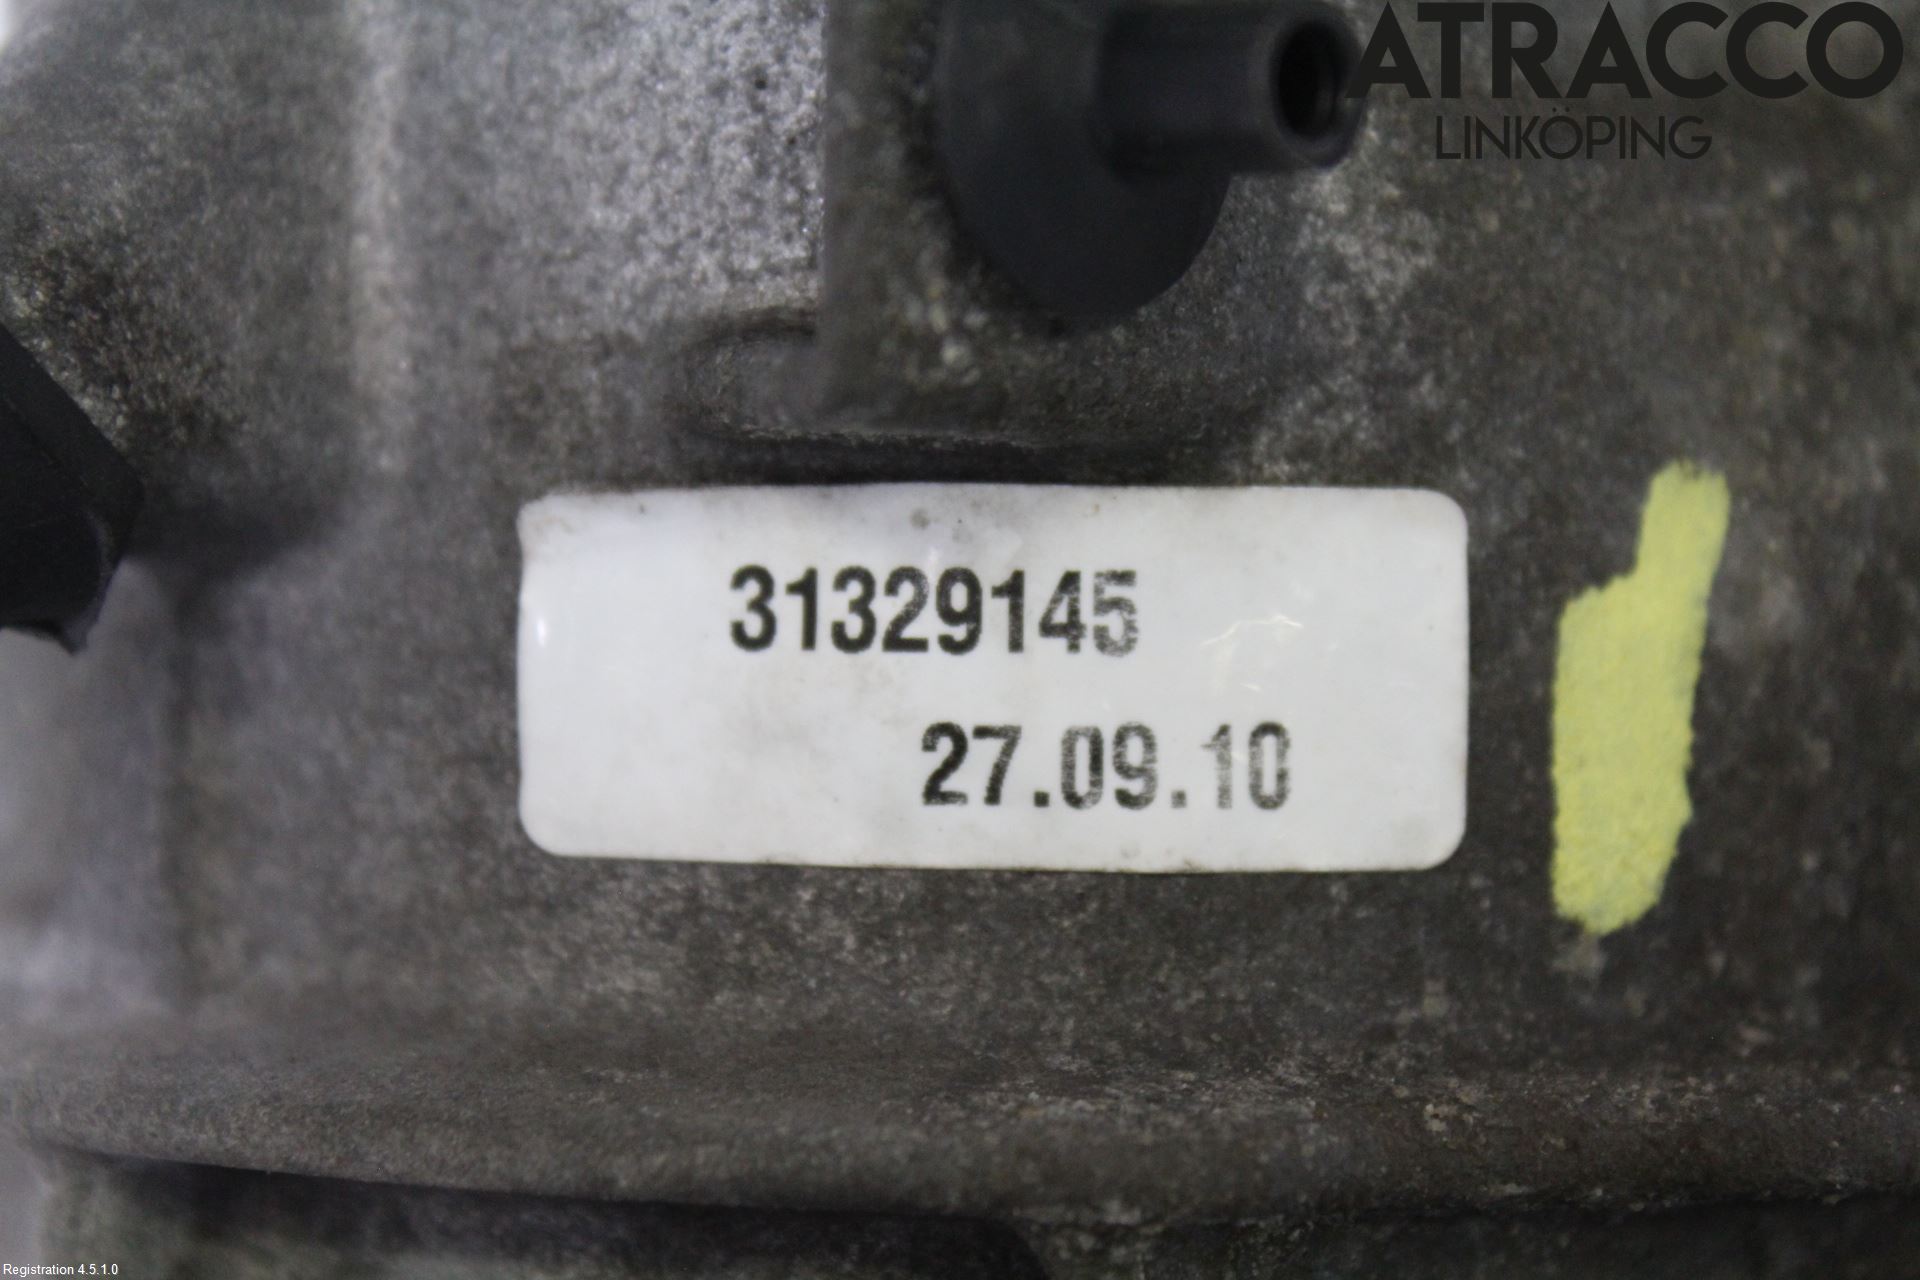 ATRACCO
LINKÖPING
31329145
27.09.10
Registration 4.5.1.0